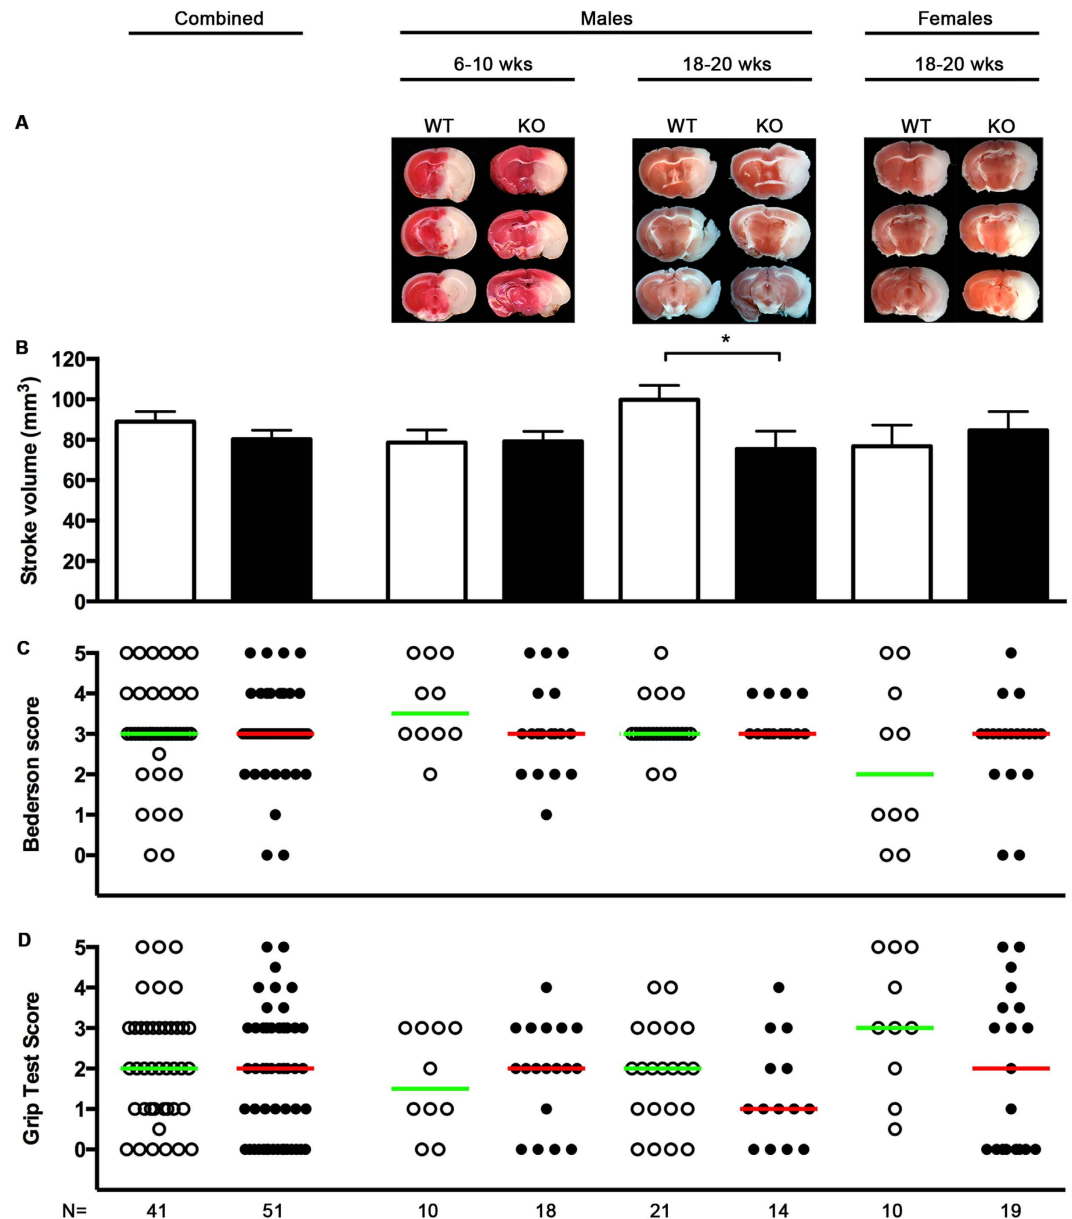 Combined Males Females
6-10 wks 18-20 wks 18-20 wks
A
WT KO WT KO WT KO
B
*
Stroke volume (mm3)
120
100
80
60
40
20
0
C
Bederson score
5
4
3
2
1
0
D
Grip Test Score
5
4
3
2
1
0
N= 41 51 10 18 21 14 10 19